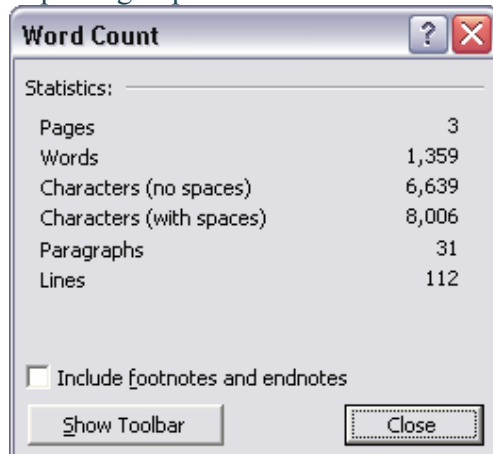 Word Count
Statistics:
Pages 3
Words 1,359
Characters (no spaces) 6,639
Characters (with spaces) 8,006
Paragraphs 31
Lines 112
Include footnotes and endnotes
Show Toolbar Close